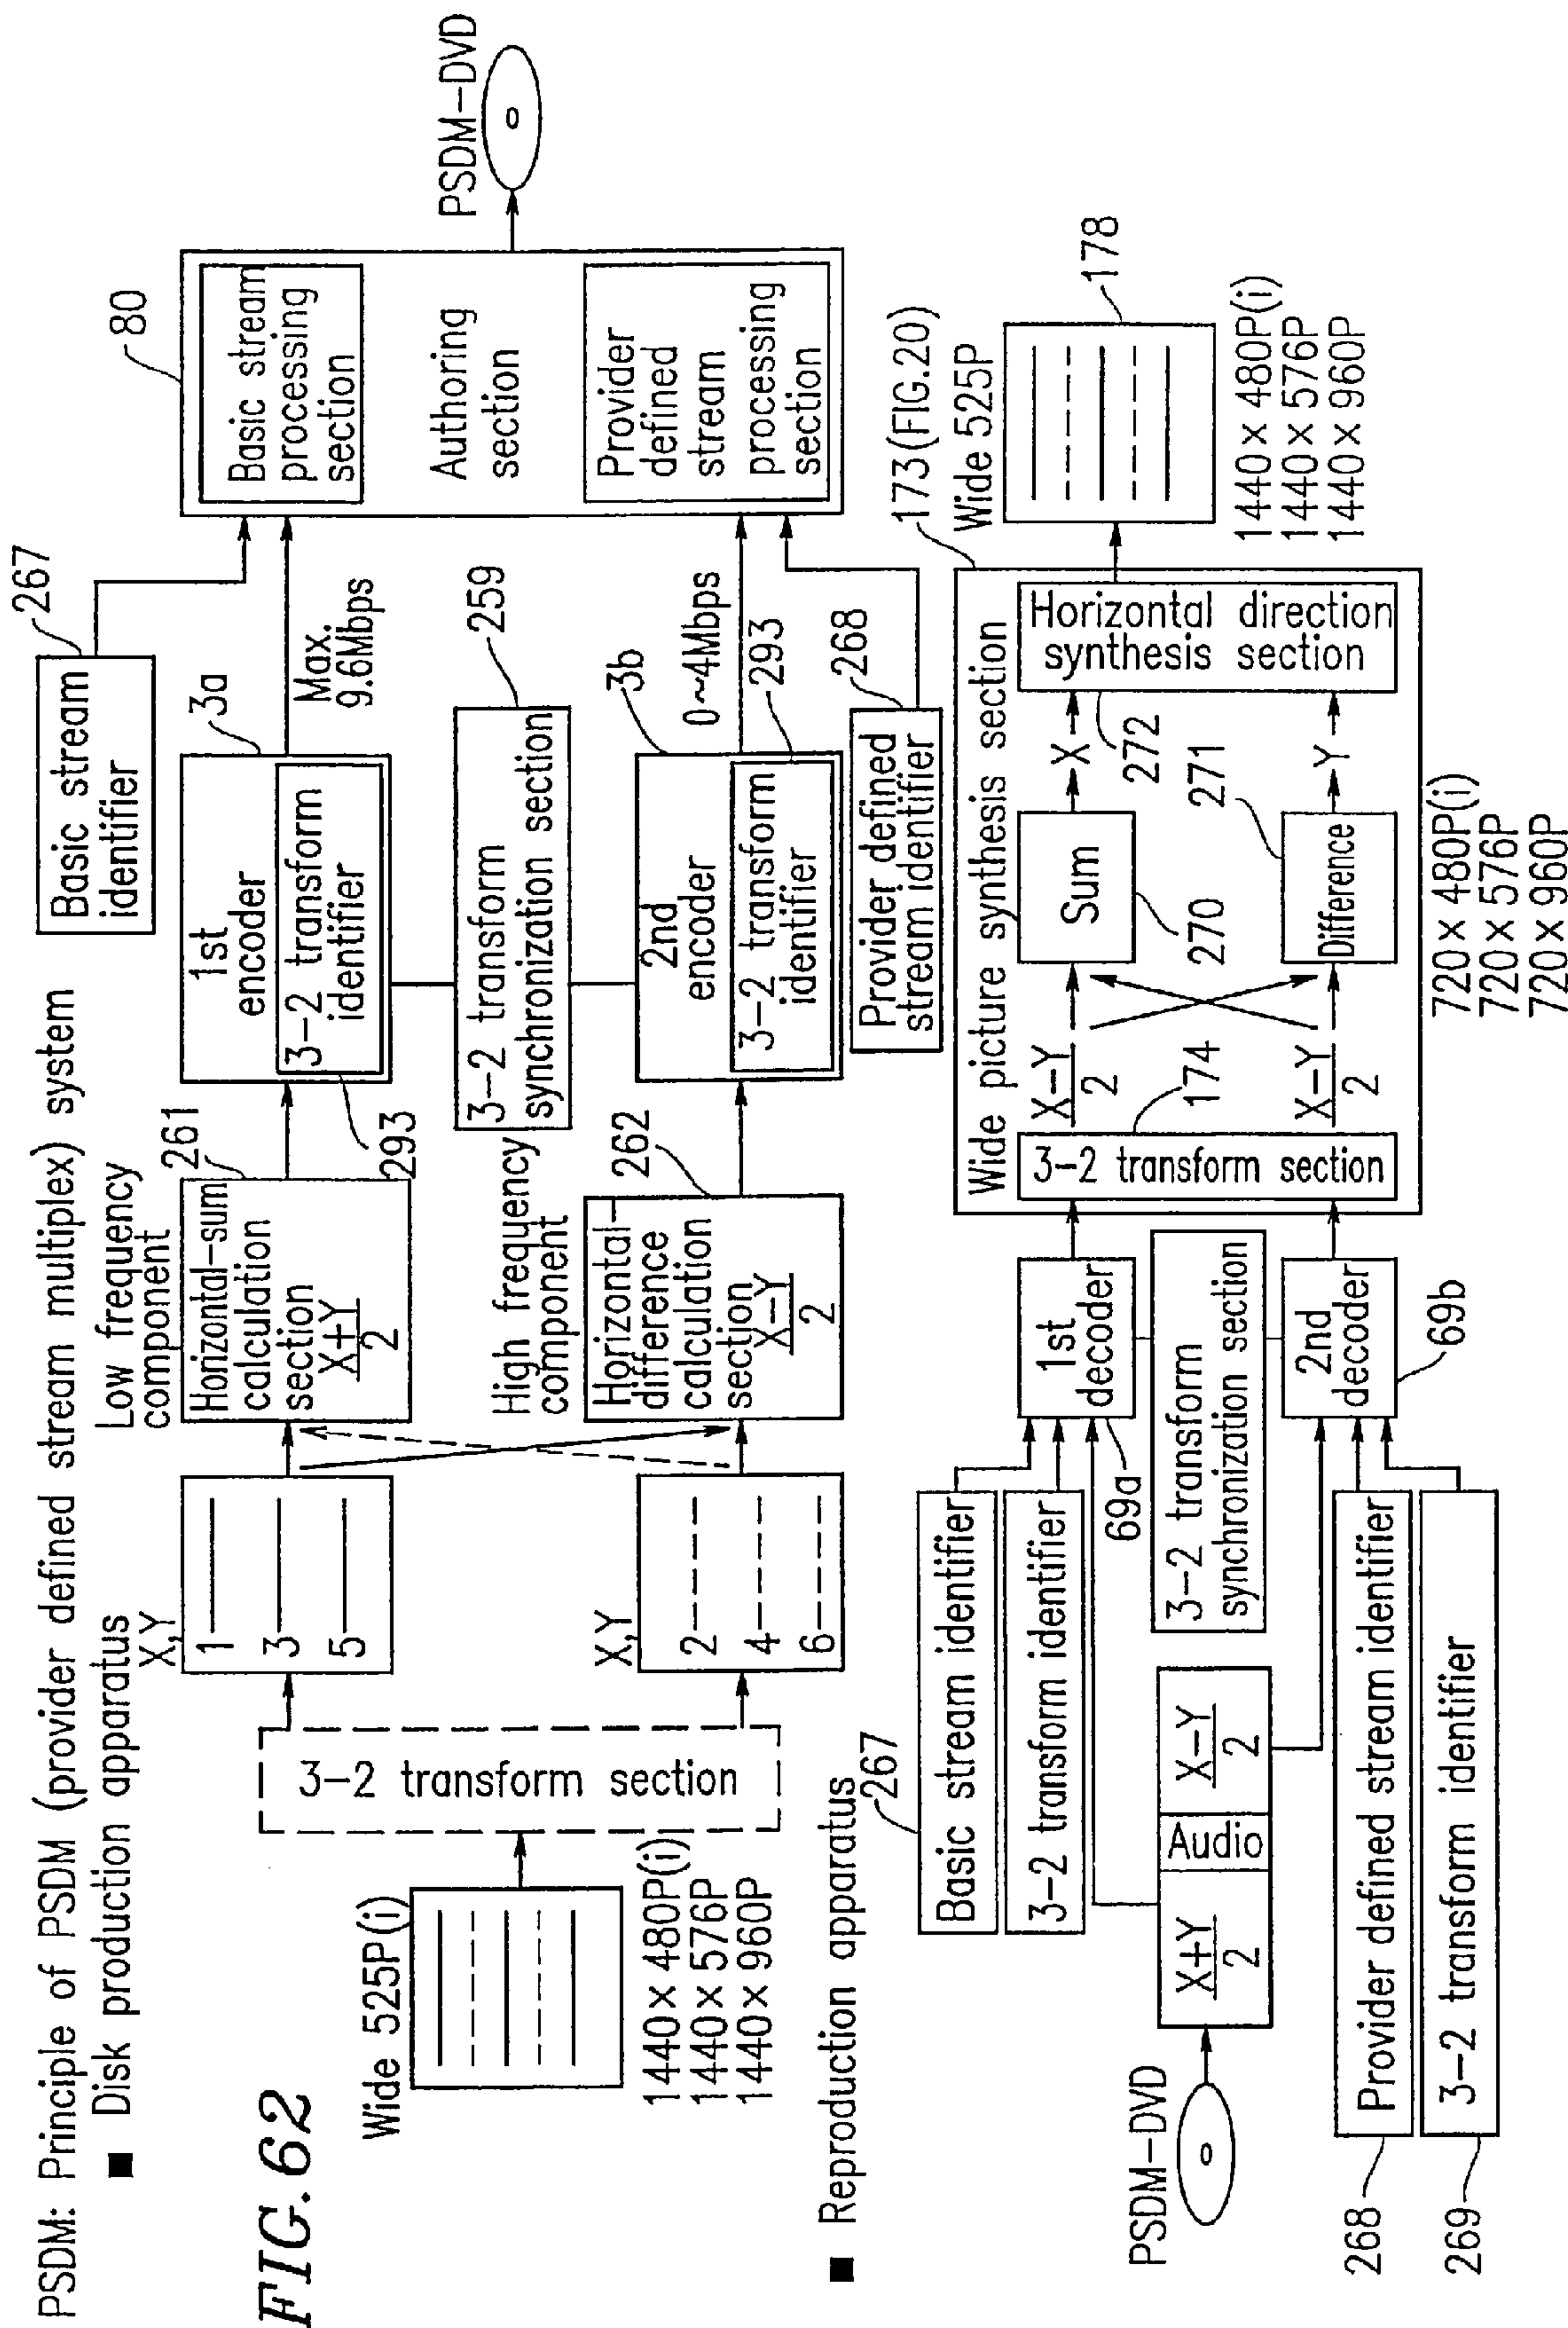 PSDM: Principle of PSDM (provider defined stream multiplex) system
■ Disk production apparatus
FIG. 62
Wide 525P(i)
1440×480P(i)
1440×576P
1440×960P
3-2 transform section
X,Y
1
3
5
X,Y
2
4
6
Low frequency
component
261
Horizontal-sum
calculation
section
X+Y
2
High frequency
component
262
Horizontal-
difference
calculation
section
X-Y
2
Basic stream
identifier
267
1st
encoder
3a
3-2 transform
identifier
293
Max.
9.6Mbps
3-2 transform
synchronization section
259
2nd
encoder
3b
3-2 transform
identifier
293
0~4Mbps
Provider defined
stream identifier
268
80
Basic stream
processing
section
Authoring
section
Provider
defined
stream
processing
section
PSDM-DVD
■ Reproduction apparatus
PSDM-DVD
X+Y
2
Audio
X-Y
2
267
Basic stream identifier
3-2 transform identifier
Provider defined stream identifier
268
3-2 transform identifier
269
1st
decoder
69a
3-2 transform
synchronization section
2nd
decoder
69b
Wide picture synthesis section
173(FIG.20)
3-2 transform section
174
X-Y
2
X-Y
2
Sum
270
Difference
271
X
Y
Horizontal direction
synthesis section
272
720×480P(i)
720×576P
720×960P
Wide 525P
178
1440×480P(i)
1440×576P
1440×960P